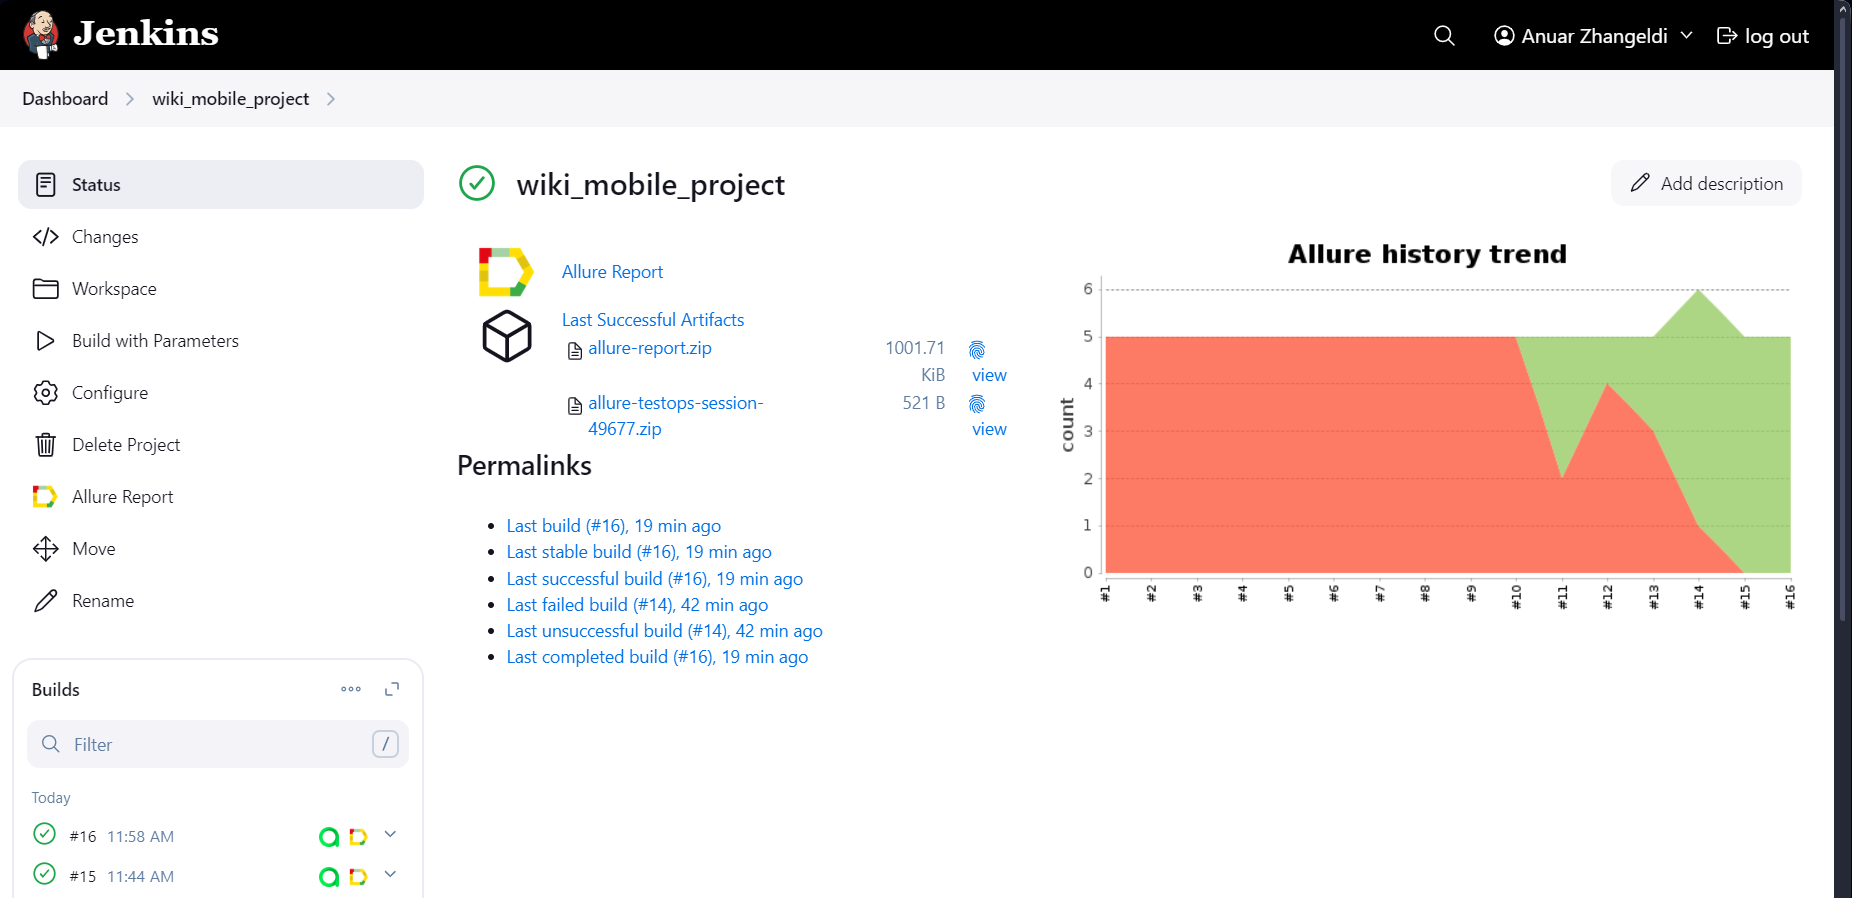 Jenkins
Anuar Zhangeldi
log out
Dashboard
wiki_mobile_project
Status
Changes
Workspace
Build with Parameters
Configure
Delete Project
Allure Report
Move
Rename
Builds
Filter
/
Today
#16 11:58 AM
#15 11:44 AM
wiki_mobile_project
Add description
Allure Report
Last Successful Artifacts
allure-report.zip
1001.71
KiB
view
allure-testops-session-
49677.zip
521 B
view
Permalinks
Last build (#16), 19 min ago
Last stable build (#16), 19 min ago
Last successful build (#16), 19 min ago
Last failed build (#14), 42 min ago
Last unsuccessful build (#14), 42 min ago
Last completed build (#16), 19 min ago
Allure history trend
count
6
5
4
3
2
1
0
#1
#2
#3
#4
#5
#6
#7
#8
#9
#10
#11
#12
#13
#14
#15
#16